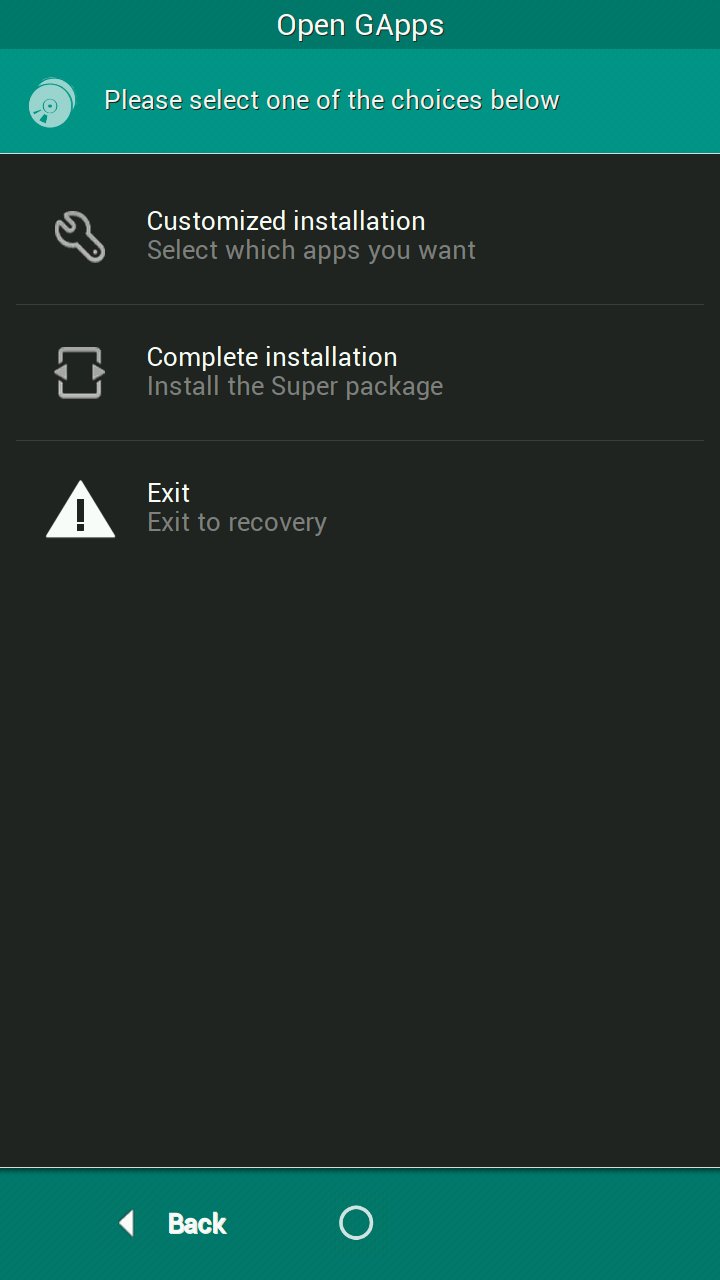 Open GApps
Please select one of the choices below
Customized installation
Select which apps you want
Complete installation
Install the Super package
Exit
Exit to recovery
Back